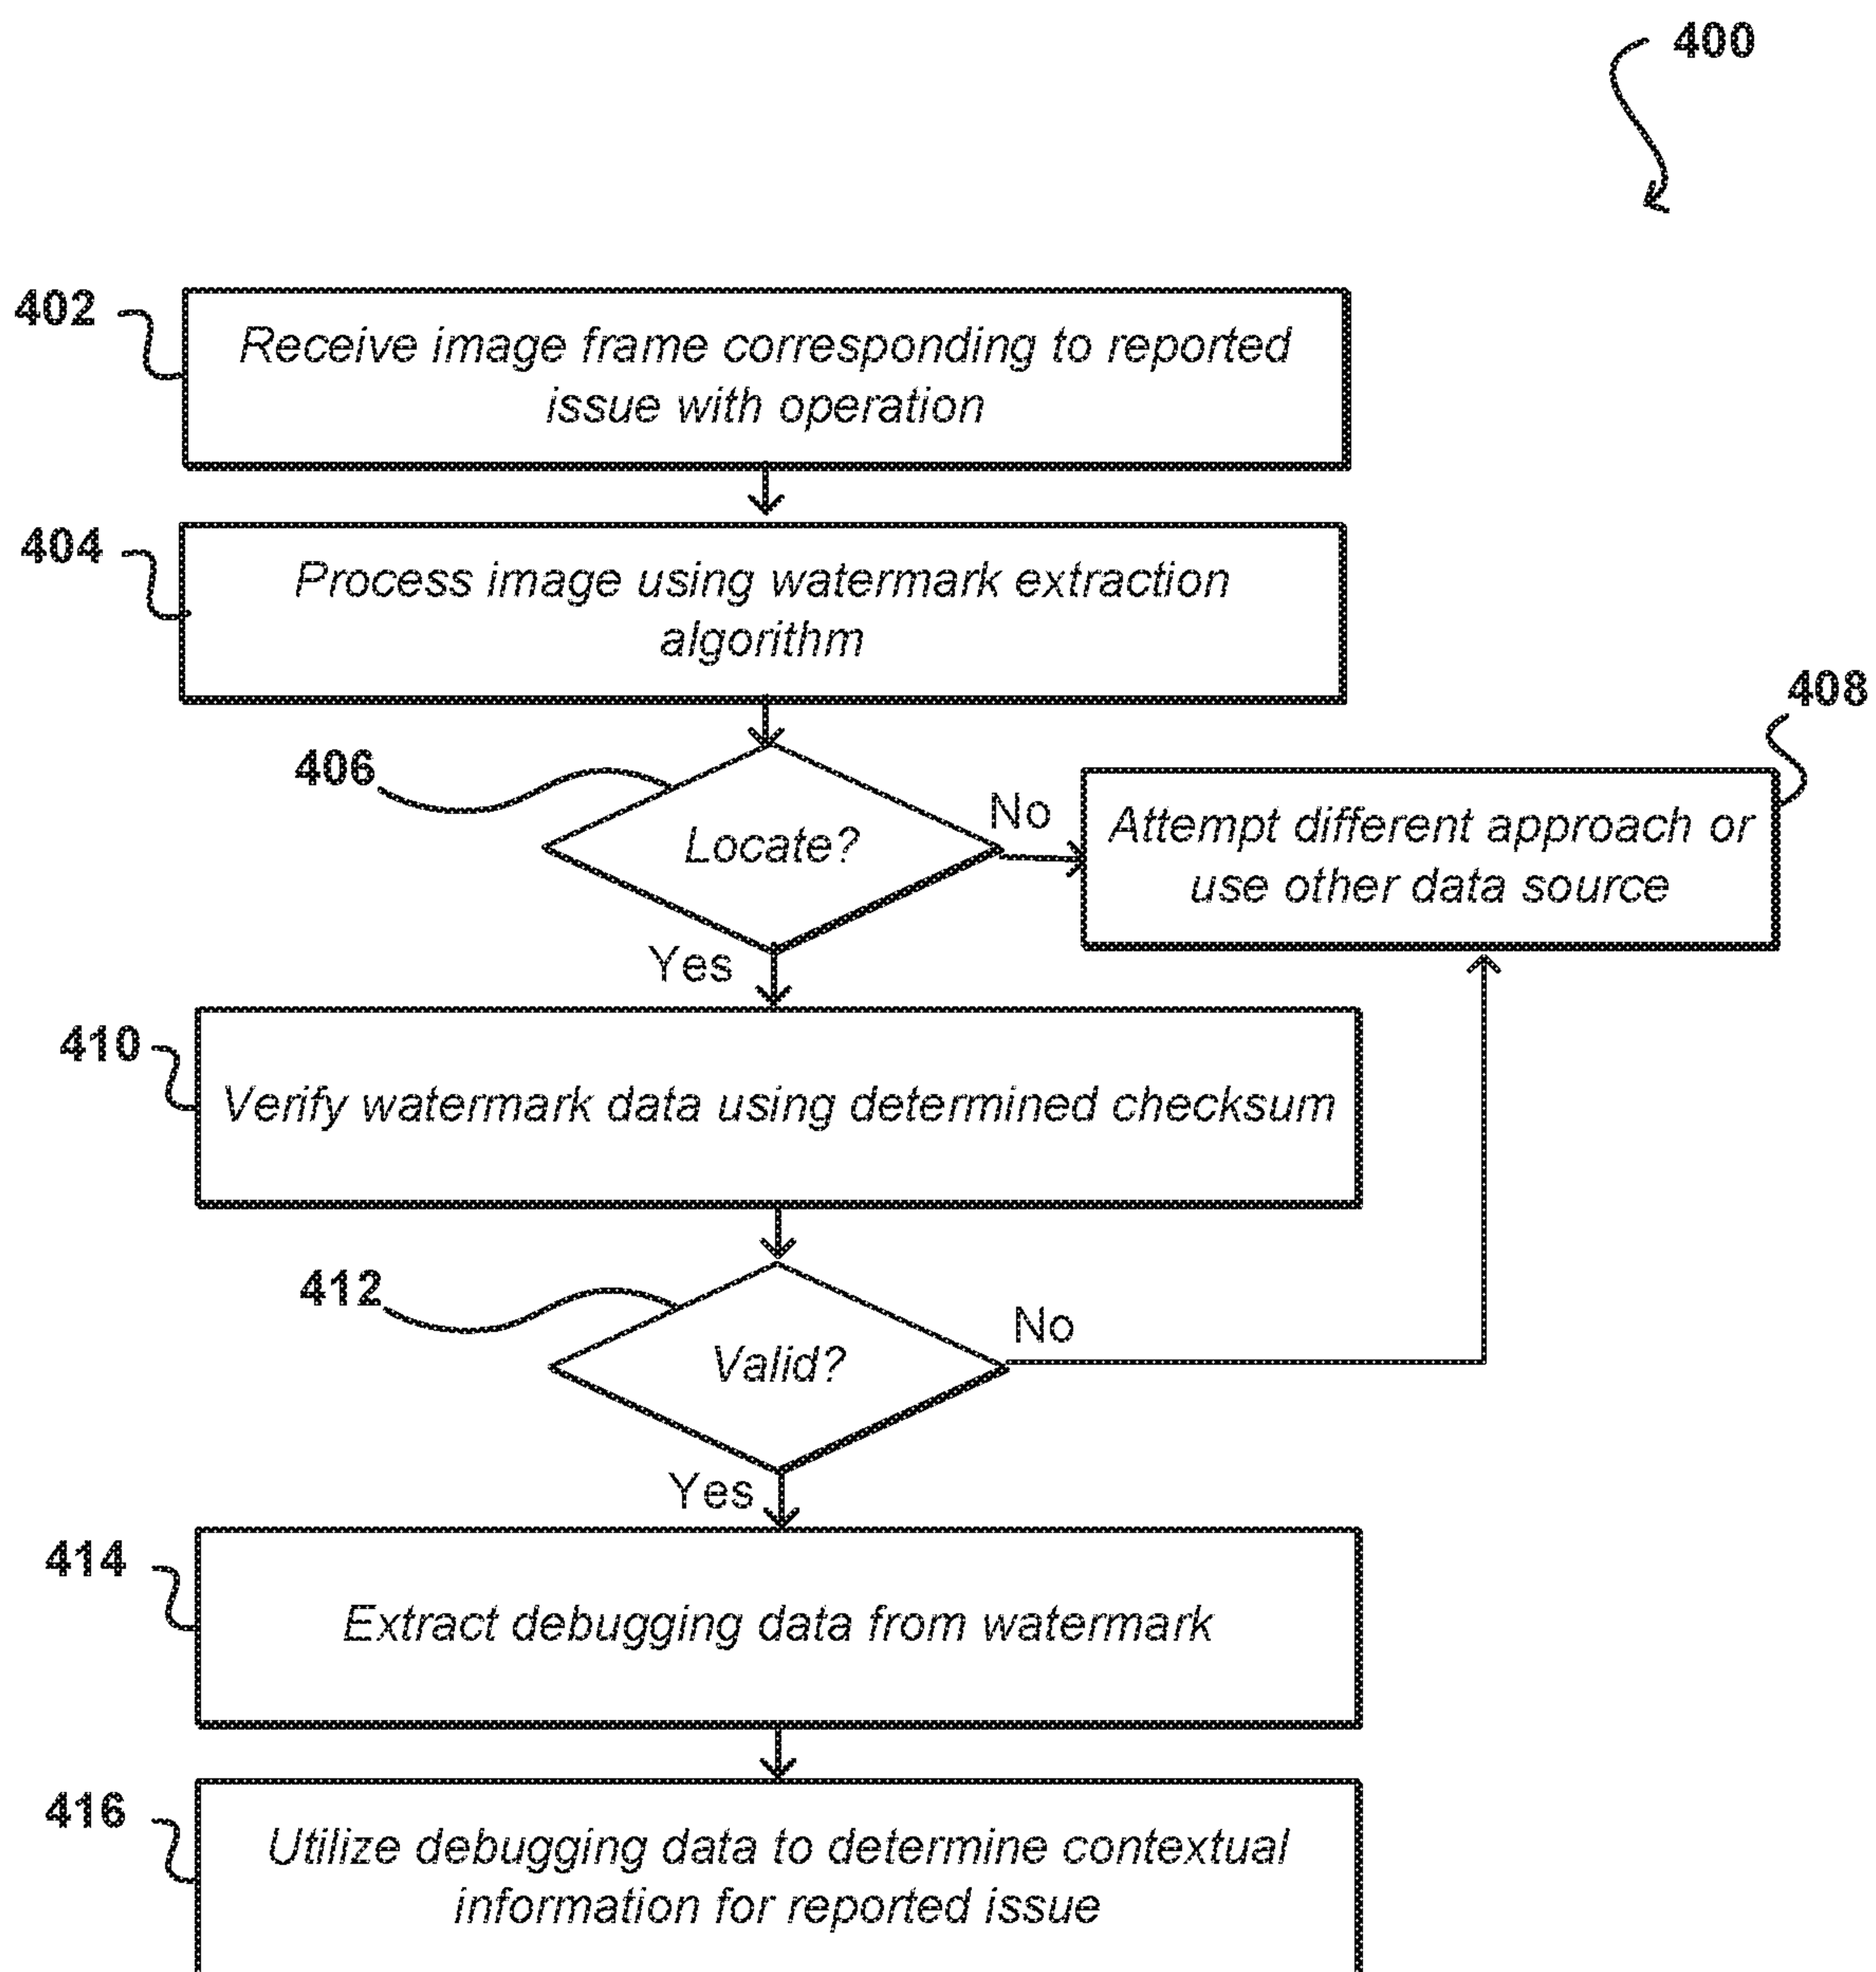 400
402
Receive image frame corresponding to reported
issue with operation
404
Process image using watermark extraction
algorithm
406
Locate?
No
408
Attempt different approach or
use other data source
Yes
410
Verify watermark data using determined checksum
412
Valid?
No
Yes
414
Extract debugging data from watermark
416
Utilize debugging data to determine contextual
information for reported issue